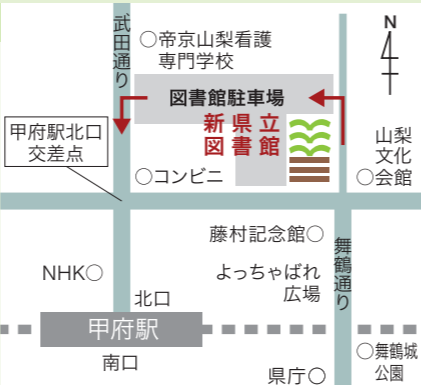 武田通り
○帝京山梨看護
専門学校
N
図書館駐車場
新県立
図書館
甲府駅北口
交差点
○コンビニ
山梨
文化
○会館
藤村記念館○
舞鶴通り
NHK○
よっちゃばれ
広場
北口
甲府駅
南口
県庁○
○舞鶴城
公園